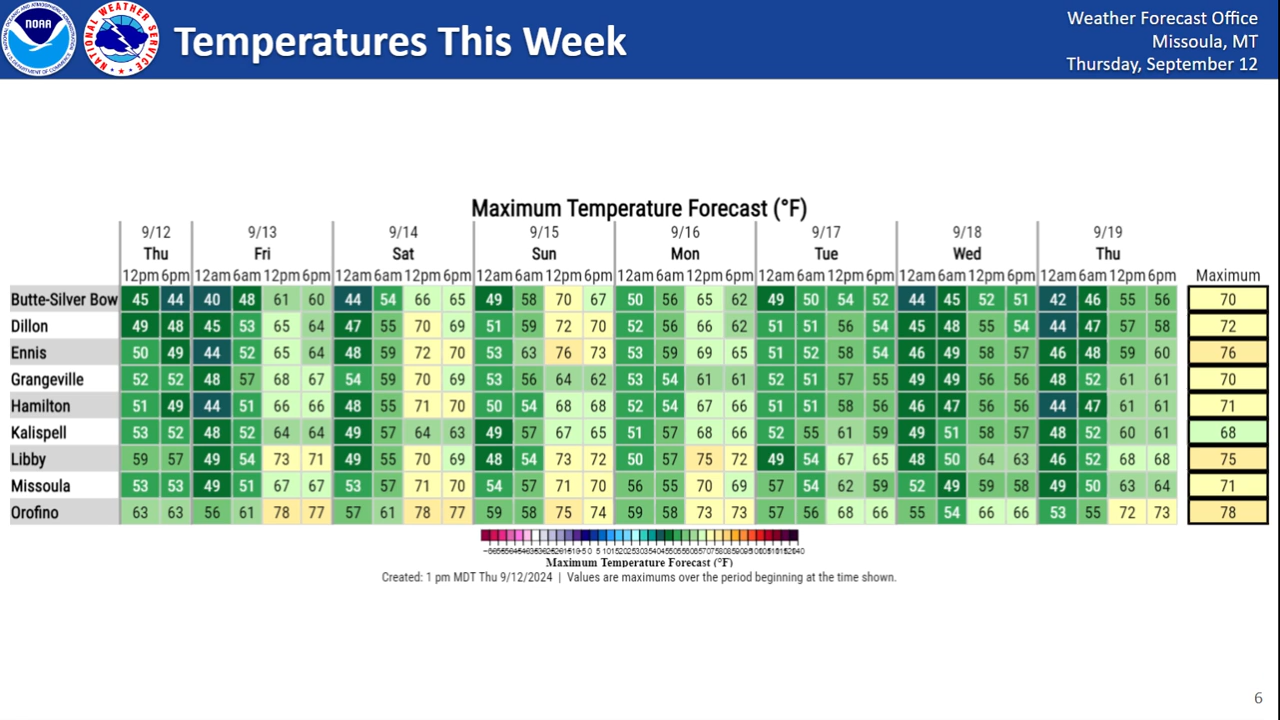 NOAA
NATIONAL WEATHER SERVICE
Temperatures This Week
Weather Forecast Office
Missoula, MT
Thursday, September 12
Maximum Temperature Forecast (°F)
9/12 9/13 9/14 9/15 9/16 9/17 9/18 9/19
Thu Fri Sat Sun Mon Tue Wed Thu
12pm 6pm 12am 6am 12pm 6pm 12am 6am 12pm 6pm 12am 6am 12pm 6pm 12am 6am 12pm 6pm 12am 6am 12pm 6pm 12am 6am 12pm 6pm 12am 6am 12pm 6pm Maximum
Butte-Silver Bow 45 44 40 48 61 60 44 54 66 65 49 58 70 67 50 56 65 62 49 50 54 52 44 45 52 51 42 46 55 56 70
Dillon 49 48 45 53 65 64 47 55 70 69 51 59 72 70 52 56 66 62 51 51 56 54 45 48 55 54 44 47 57 58 72
Ennis 50 49 44 52 65 64 48 59 72 70 53 63 76 73 53 59 69 65 51 52 58 54 46 49 58 57 46 48 59 60 76
Grangeville 52 52 48 57 68 67 54 59 70 69 53 56 64 62 53 54 61 61 52 51 57 55 49 49 56 56 48 52 61 61 70
Hamilton 51 49 44 51 66 66 48 55 71 70 50 54 68 68 52 54 67 66 51 51 58 56 46 47 56 56 44 47 61 61 71
Kalispell 53 52 48 52 64 64 49 57 64 63 49 57 67 65 51 57 68 66 52 55 61 59 49 51 58 57 48 52 60 61 68
Libby 59 57 49 54 73 71 49 55 70 69 48 54 73 72 50 57 75 72 49 54 67 65 48 50 64 63 46 52 68 68 75
Missoula 53 53 49 51 67 67 53 57 71 70 54 57 71 70 56 55 70 69 57 54 62 59 52 49 59 58 49 50 63 64 71
Orofino 63 63 56 61 78 77 57 61 78 77 59 58 75 74 59 58 73 73 57 56 68 66 55 54 66 66 53 55 72 73 78
Maximum Temperature Forecast (°F)
Created: 1 pm MDT Thu 9/12/2024 | Values are maximums over the period beginning at the time shown.
6